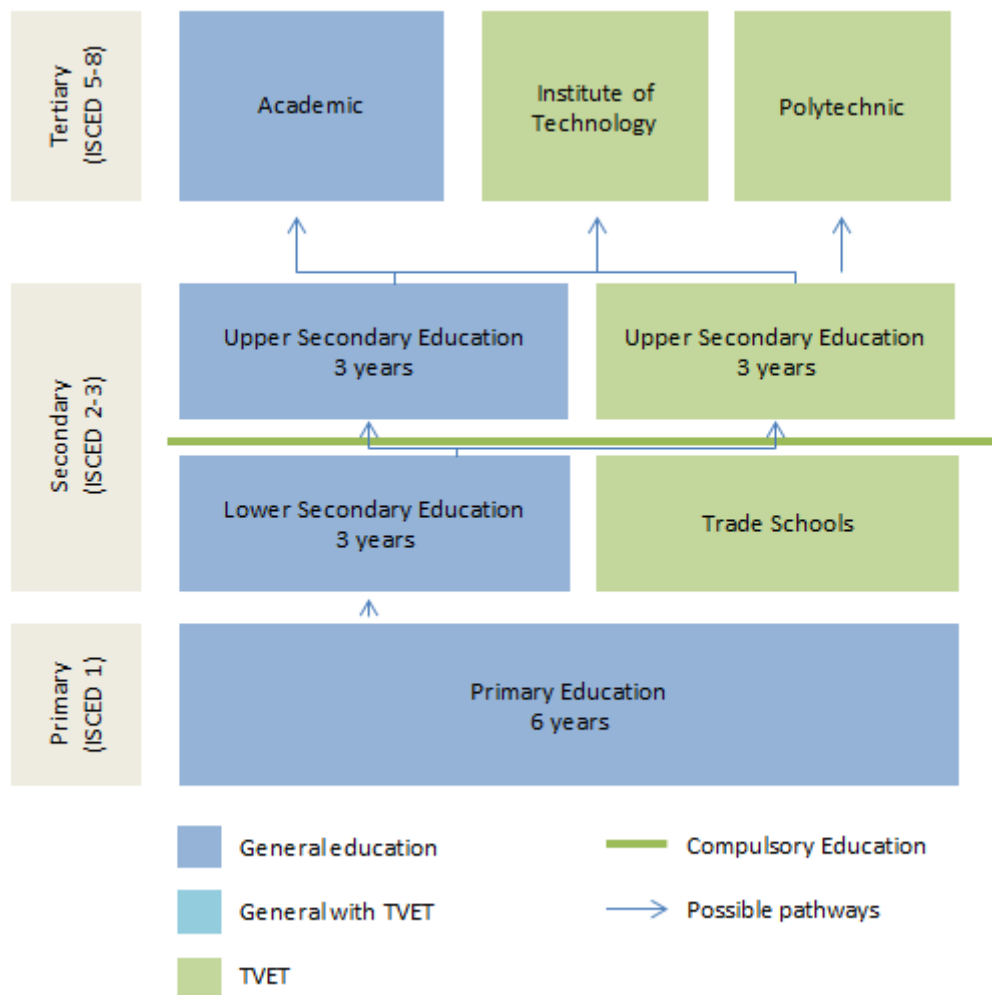 Tertiary
(ISCED 5-8)
Academic
Institute of
Technology
Polytechnic
Secondary
(ISCED 2-3)
Upper Secondary Education
3 years
Upper Secondary Education
3 years
Lower Secondary Education
3 years
Trade Schools
Primary
(ISCED 1)
Primary Education
6 years
General education
General with TVET
TVET
Compulsory Education
Possible pathways